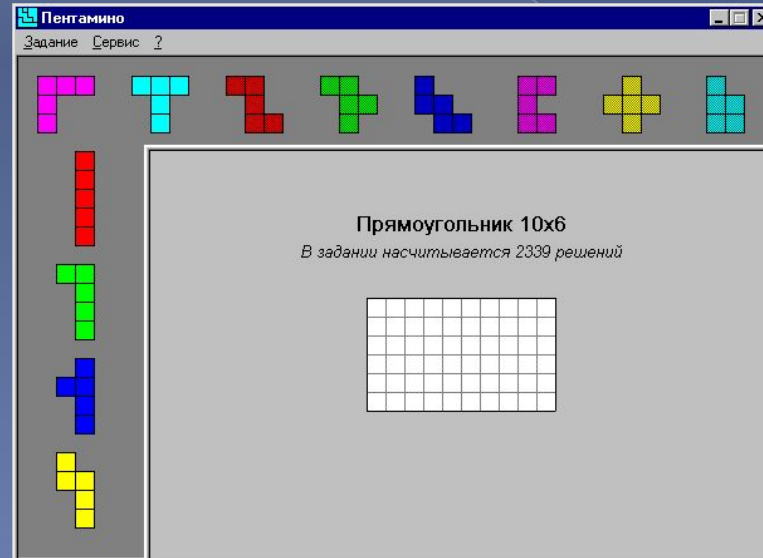 Пентамино
Задание Сервис ?
Прямоугольник 10x6
В задании насчитывается 2339 решений